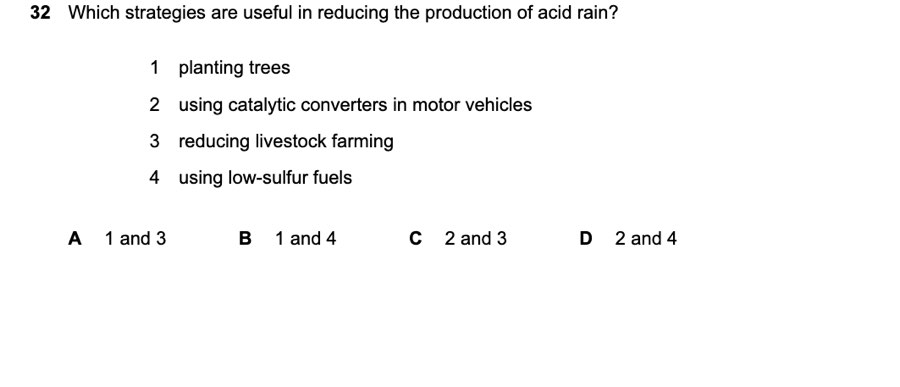 32 Which strategies are useful in reducing the production of acid rain?
1 planting trees
2 using catalytic converters in motor vehicles
3 reducing livestock farming
4 using low-sulfur fuels
A 1 and 3 B 1 and 4 C 2 and 3 D 2 and 4